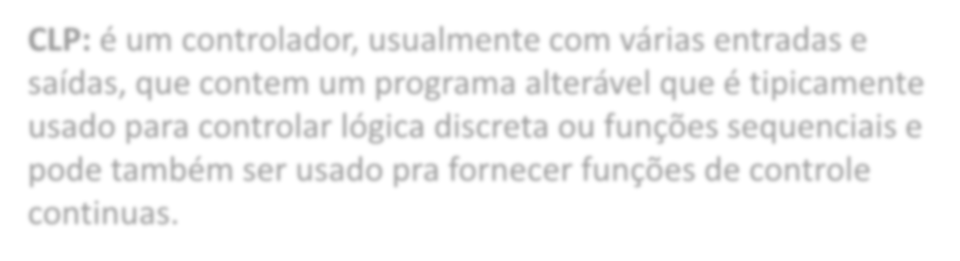 CLP: é um controlador, usualmente com várias entradas e
saídas, que contem um programa alterável que é tipicamente
usado para controlar lógica discreta ou funções sequenciais e
pode também ser usado pra fornecer funções de controle
continuas.